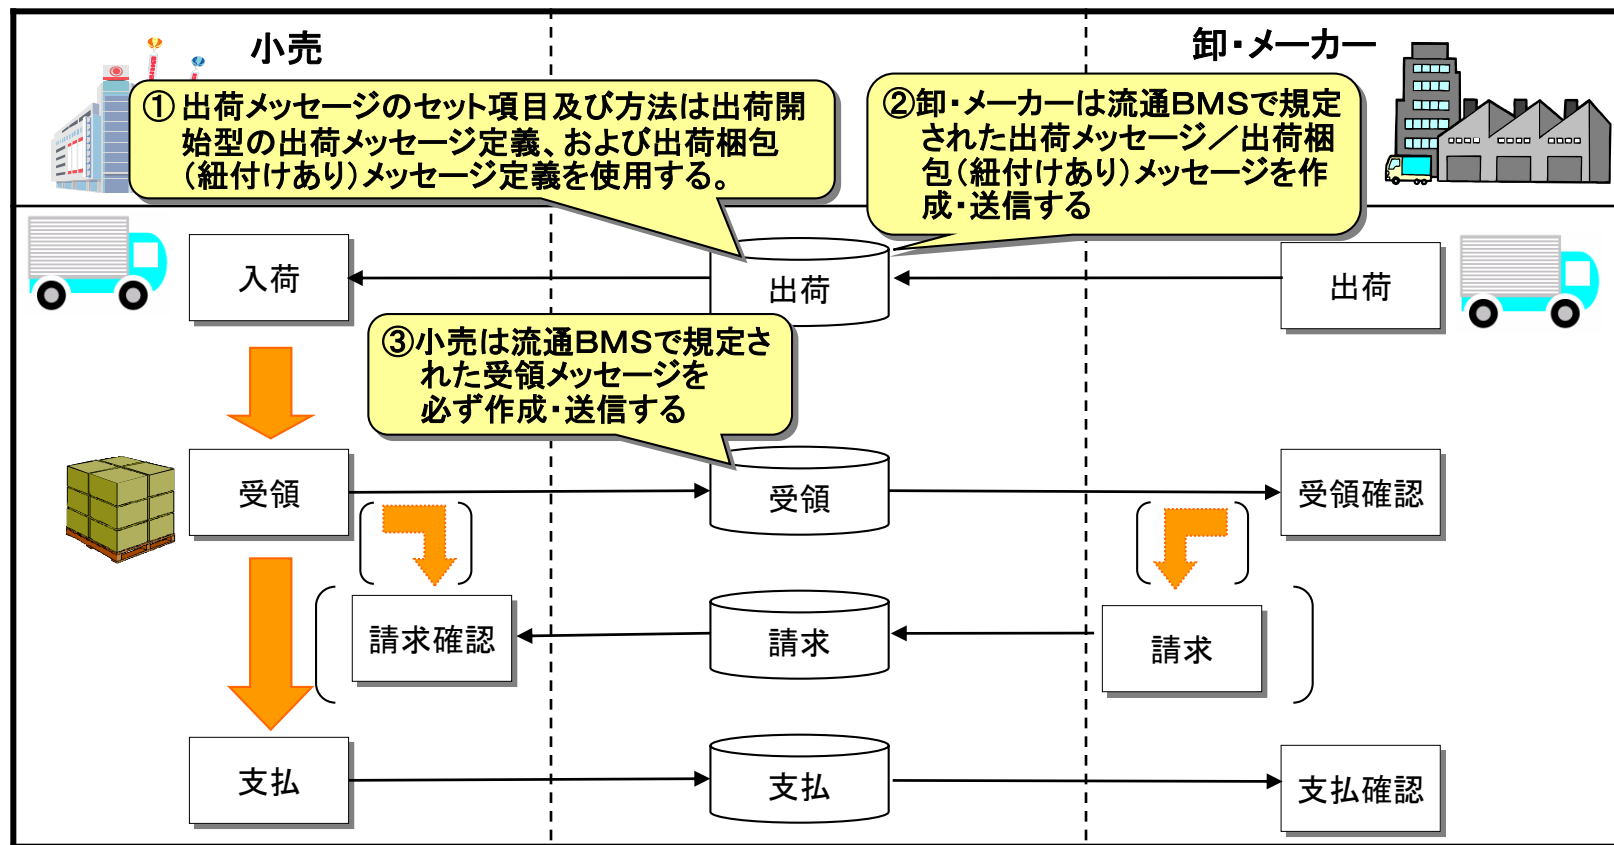 小売
卸・メーカー
① 出荷メッセージのセット項目及び方法は出荷開
始型の出荷メッセージ定義、および出荷梱包
(紐付けあり)メッセージ定義を使用する。
②卸・メーカーは流通BMSで規定
された出荷メッセージ/出荷梱
包(紐付けあり)メッセージを作
成・送信する
入荷
出荷
出荷
③小売は流通BMSで規定さ
れた受領メッセージを
必ず作成・送信する
受領
受領
受領確認
請求確認
請求
請求
支払
支払
支払確認